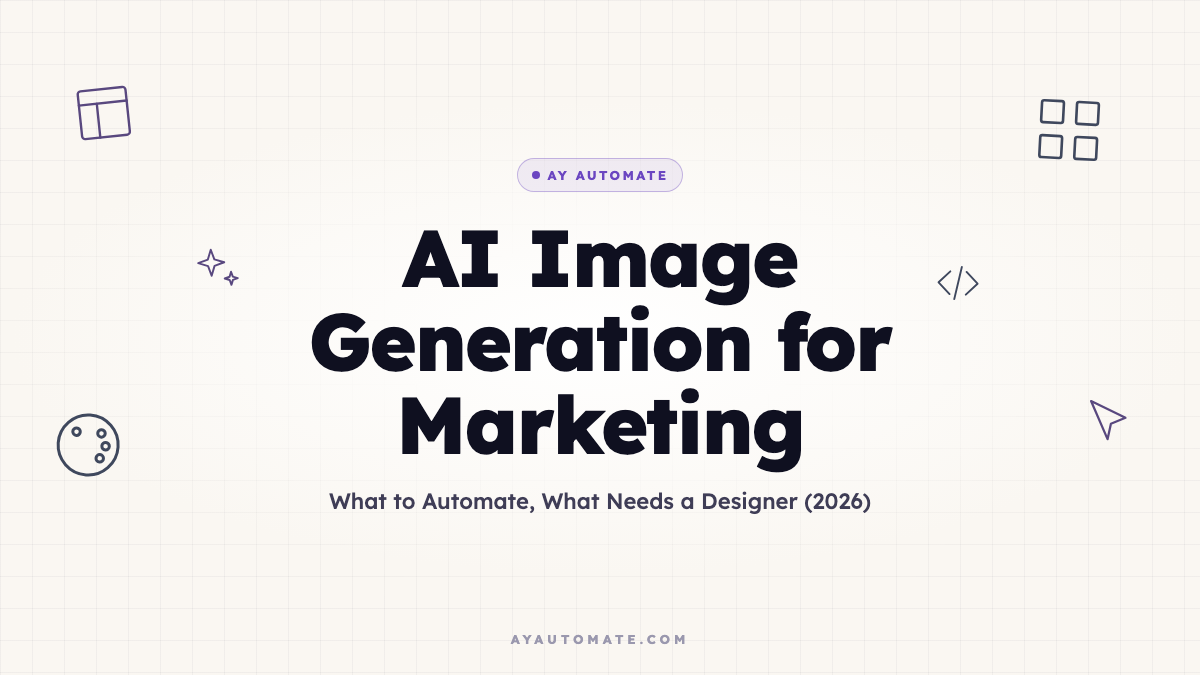 AY AUTOMATE
AI Image
Generation for
Marketing
What to Automate, What Needs a Designer (2026)
AYAUTOMATE.COM